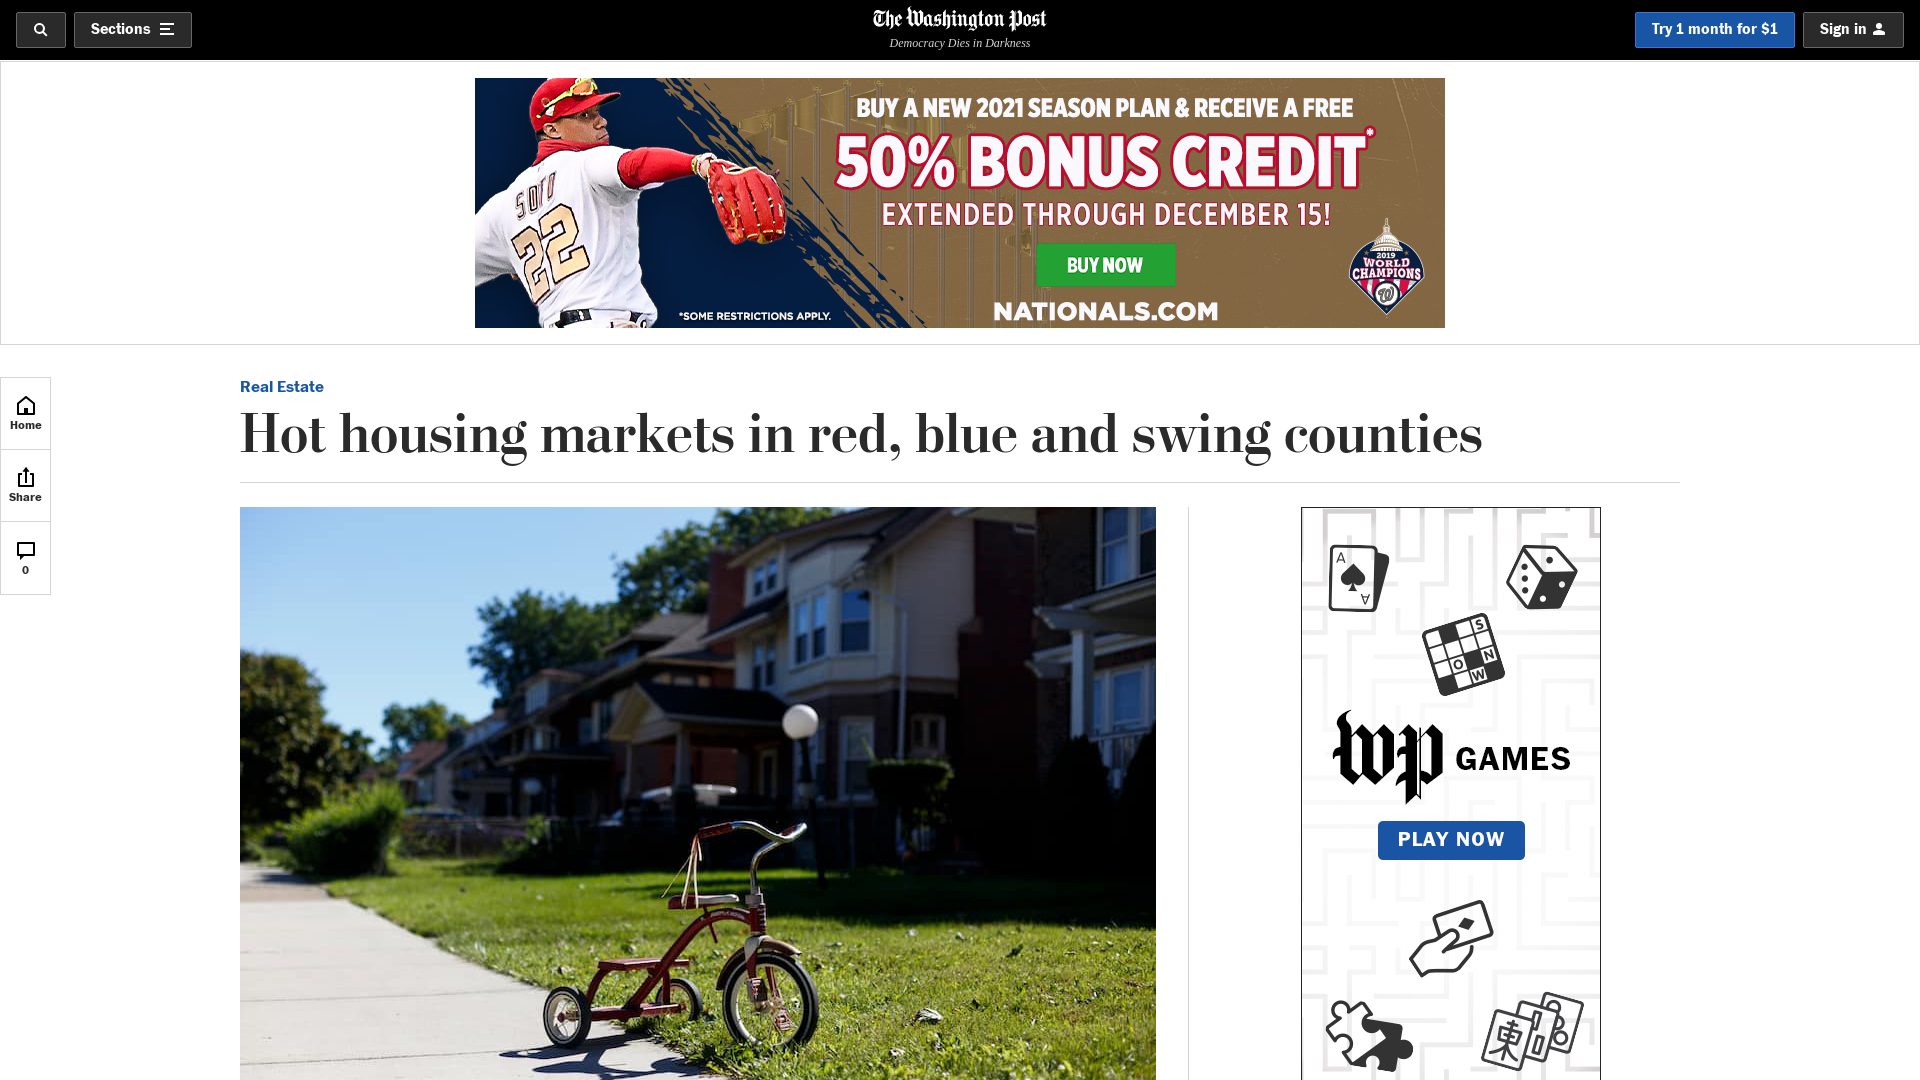 Sections
The Washington Post
Democracy Dies in Darkness
Try 1 month for $1
Sign in
BUY A NEW 2021 SEASON PLAN & RECEIVE A FREE
50% BONUS CREDIT*
EXTENDED THROUGH DECEMBER 15!
BUY NOW
NATIONALS.COM
*SOME RESTRICTIONS APPLY.
22
2019
WORLD
CHAMPIONS
W
Real Estate
Hot housing markets in red, blue and swing counties
Home
Share
0
A
A
S
O N
W
wp GAMES
PLAY NOW
東